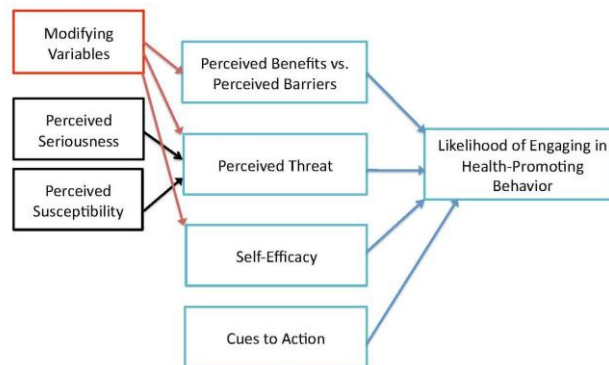 Modifying
Variables
Perceived Benefits vs.
Perceived Barriers
Perceived
Seriousness
Perceived Threat
Likelihood of Engaging in
Health-Promoting
Behavior
Perceived
Susceptibility
Self-Efficacy
Cues to Action